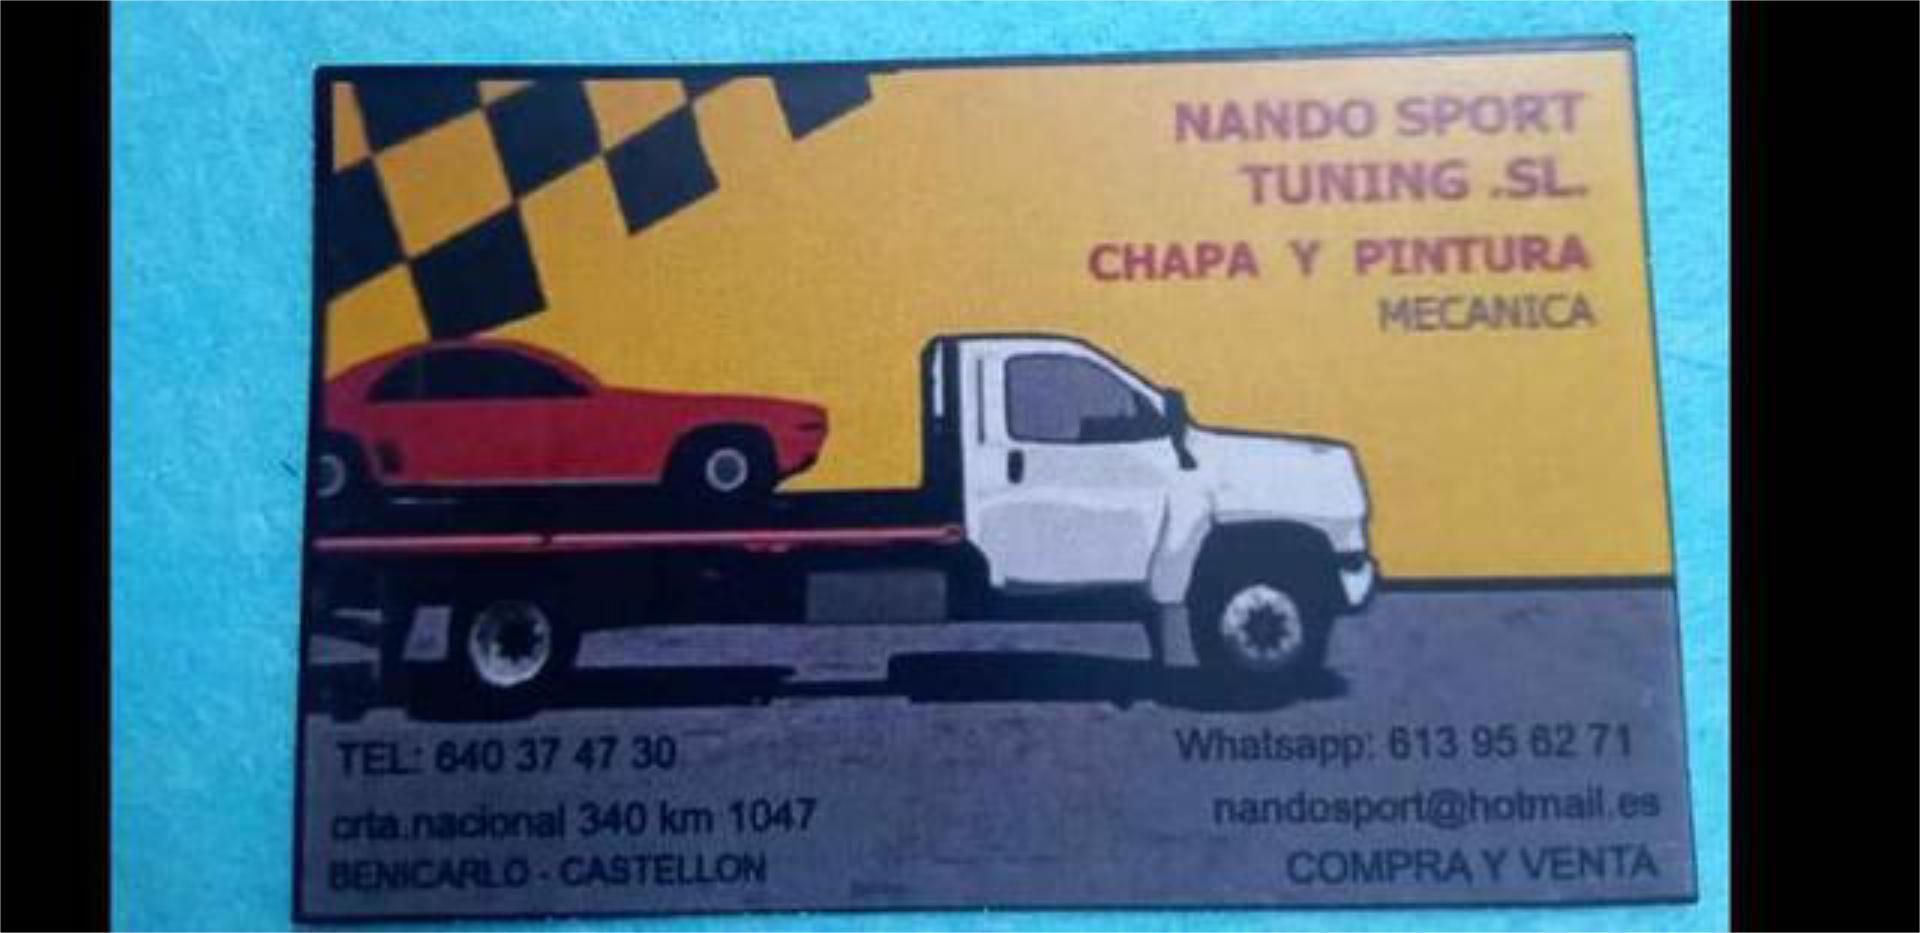 NANDO SPORT
TUNING .SL.
CHAPA Y PINTURA
MECANICA
TEL: 640 37 47 30
crta.nacional 340 km 1047
BENICARLO - CASTELLON
Whatsapp: 613 95 62 71
nandosport@hotmail.es
COMPRA Y VENTA